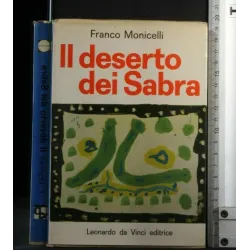 Franco Monicelli
Il deserto
dei Sabra
Leonardo da Vinci editrice